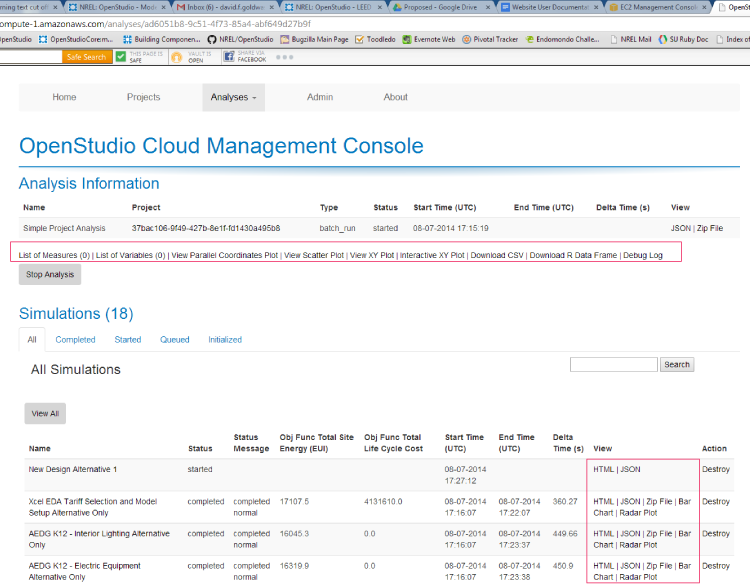 ming text cut off
NREL: OpenStudio - Mode
Inbox (6) - david.f.goldwe
NREL: OpenStudio - LEED
Proposed - Google Drive
Website User Documentat
EC2 Management Console
OpenS
ompute-1.amazonaws.com/analyses/ad6051b8-9c51-4f73-85a4-abf649d27b9f
OpenStudio
OpenStudioCorem...
Building Componen...
NREL/OpenStudio
Bugzilla Main Page
Toodledo
Evernote Web
Pivotal Tracker
Endomondo Challe...
NREL Mail
SU Ruby Doc
Index of
Safe Search
THIS PAGE IS
SAFE
VAULT IS
OPEN
SHARE VIA
FACEBOOK
Home Projects Analyses Admin About
OpenStudio Cloud Management Console
Analysis Information
Name Project Type Status Start Time (UTC) End Time (UTC) Delta Time (s) View
Simple Project Analysis 37bac106-9f49-427b-8e1f-fd1430a495b8 batch_run started 08-07-2014 17:15:19 JSON | Zip File
List of Measures (0) | List of Variables (0) | View Parallel Coordinates Plot | View Scatter Plot | View XY Plot | Interactive XY Plot | Download CSV | Download R Data Frame | Debug Log
Stop Analysis
Simulations (18)
All Completed Started Queued Initialized
All Simulations
Search
View All
Name Status Status Message Obj Func Total Site Energy (EUI) Obj Func Total Life Cycle Cost Start Time (UTC) End Time (UTC) Delta Time (s) View Action
New Design Alternative 1 started 08-07-2014 17:27:12 HTML | JSON Destroy
Xcel EDA Tariff Selection and Model Setup Alternative Only completed completed normal 17107.5 4131610.0 08-07-2014 17:16:07 08-07-2014 17:22:07 360.27 HTML | JSON | Zip File | Bar Chart | Radar Plot Destroy
AEDG K12 - Interior Lighting Alternative Only completed completed normal 16045.3 0.0 08-07-2014 17:16:07 08-07-2014 17:23:37 449.66 HTML | JSON | Zip File | Bar Chart | Radar Plot Destroy
AEDG K12 - Electric Equipment Alternative Only completed completed normal 16319.9 0.0 08-07-2014 17:16:07 08-07-2014 17:23:38 450.9 HTML | JSON | Zip File | Bar Chart | Radar Plot Destroy